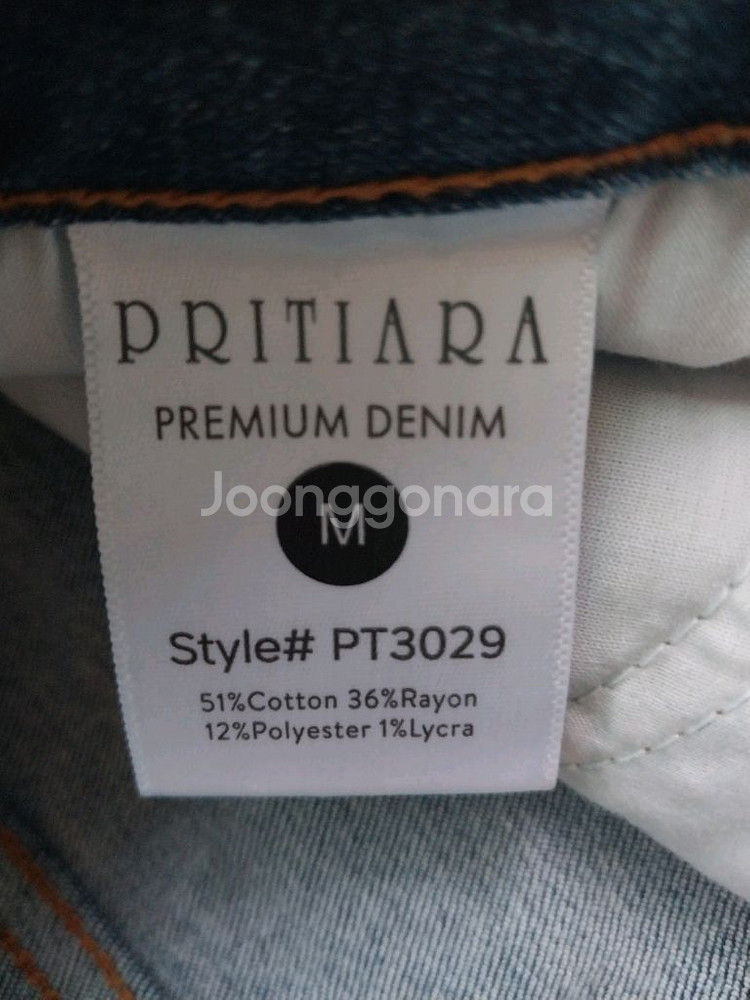 PRITIARA
PREMIUM DENIM
Joonggonara
M
Style# PT3029
51%Cotton 36%Rayon
12%Polyester 1%Lycra